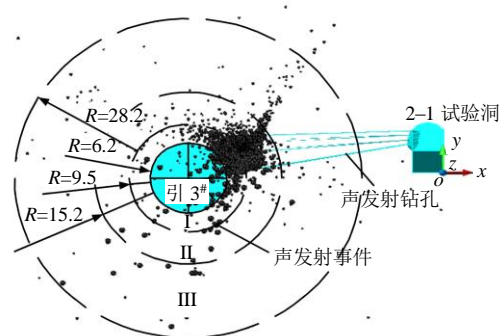 R=28.2
2–1 试验洞
R=6.2
y
R=9.5
z
引 3#
o
x
R=15.2
声发射钻孔
I
声发射事件
II
III